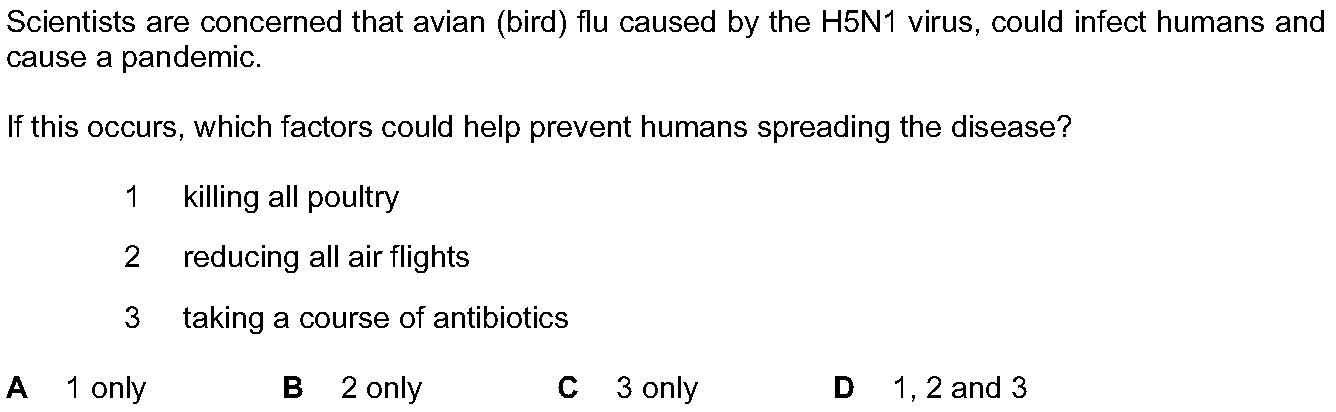 Scientists are concerned that avian (bird) flu caused by the H5N1 virus, could infect humans and
cause a pandemic.
If this occurs, which factors could help prevent humans spreading the disease?
1 killing all poultry
2 reducing all air flights
3 taking a course of antibiotics
A 1 only B 2 only C 3 only D 1, 2 and 3